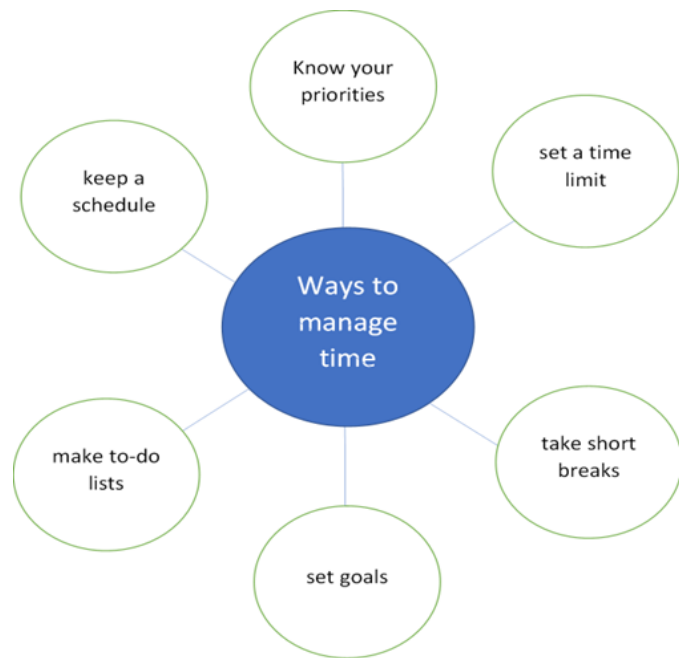 Know your
priorities
set a time
limit
keep a
schedule
Ways to
manage
time
take short
breaks
make to-do
lists
set goals